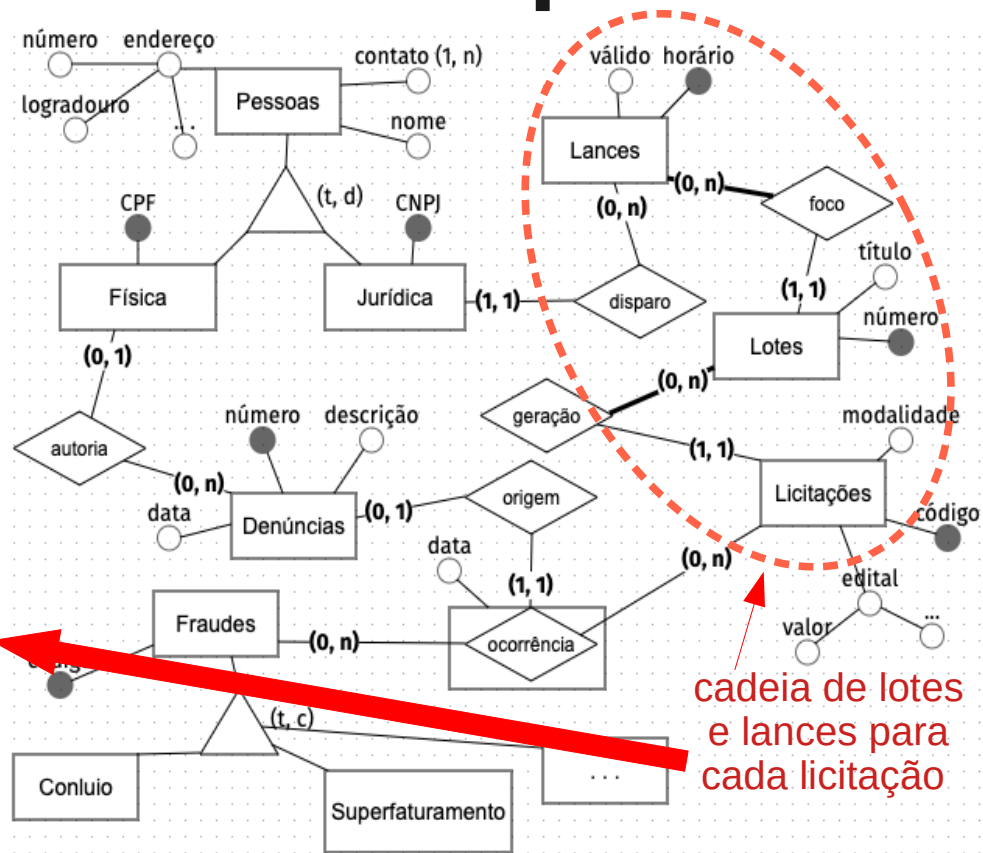 número endereço
logradouro
...
Pessoas
contato (1, n)
nome
(t, d)
CPF
CNPJ
Física
Jurídica
(1, 1)
disparo
(0, n)
válido horário
Lances
(0, n)
foco
(1, 1)
título
número
Lotes
(0, n)
geração
(1, 1)
modalidade
Licitações
código
(0, n)
edital
valor
...
(0, 1)
autoria
(0, n)
número descrição
data
Denúncias
(0, 1)
origem
(1, 1)
data
ocorrência
Fraudes
(0, n)
(t, c)
Conluio
Superfaturamento
...
cadeia de lotes
e lances para
cada licitação